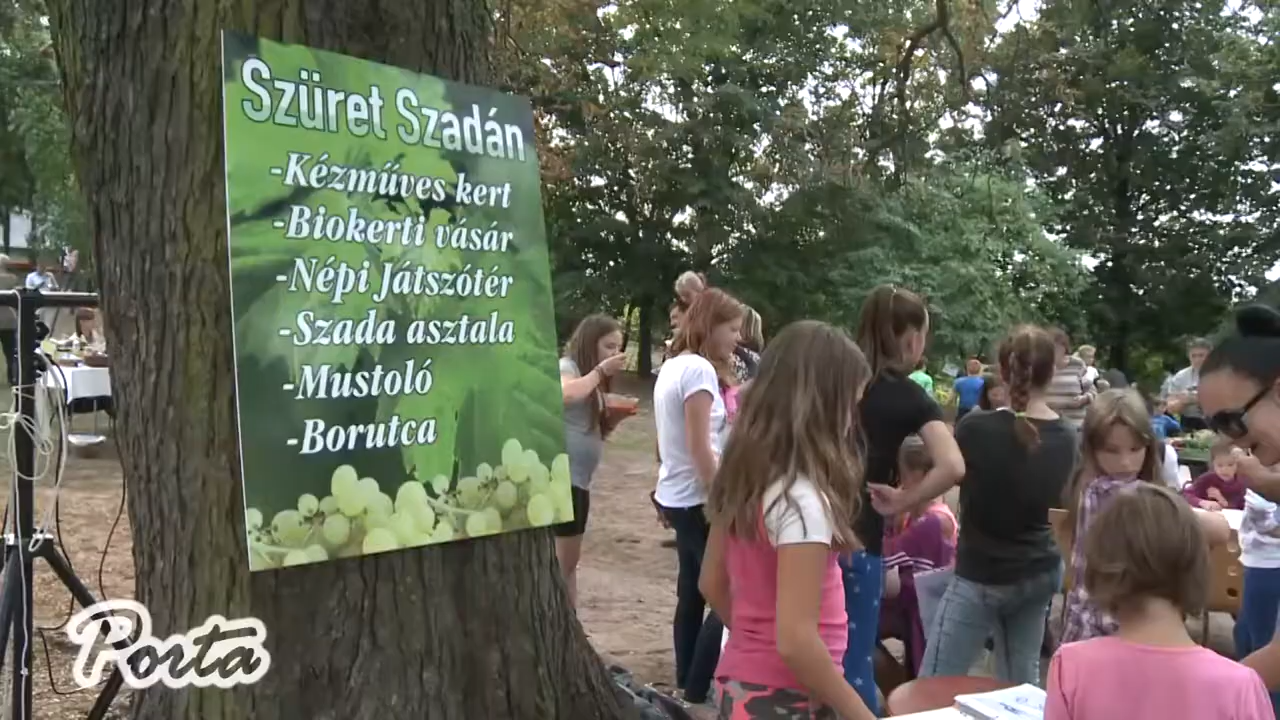 Szüret Szadán
-Kézműves kert
-Biokerti vásár
-Népi Játszótér
-Szada asztala
-Mustoló
-Borutca
Porta